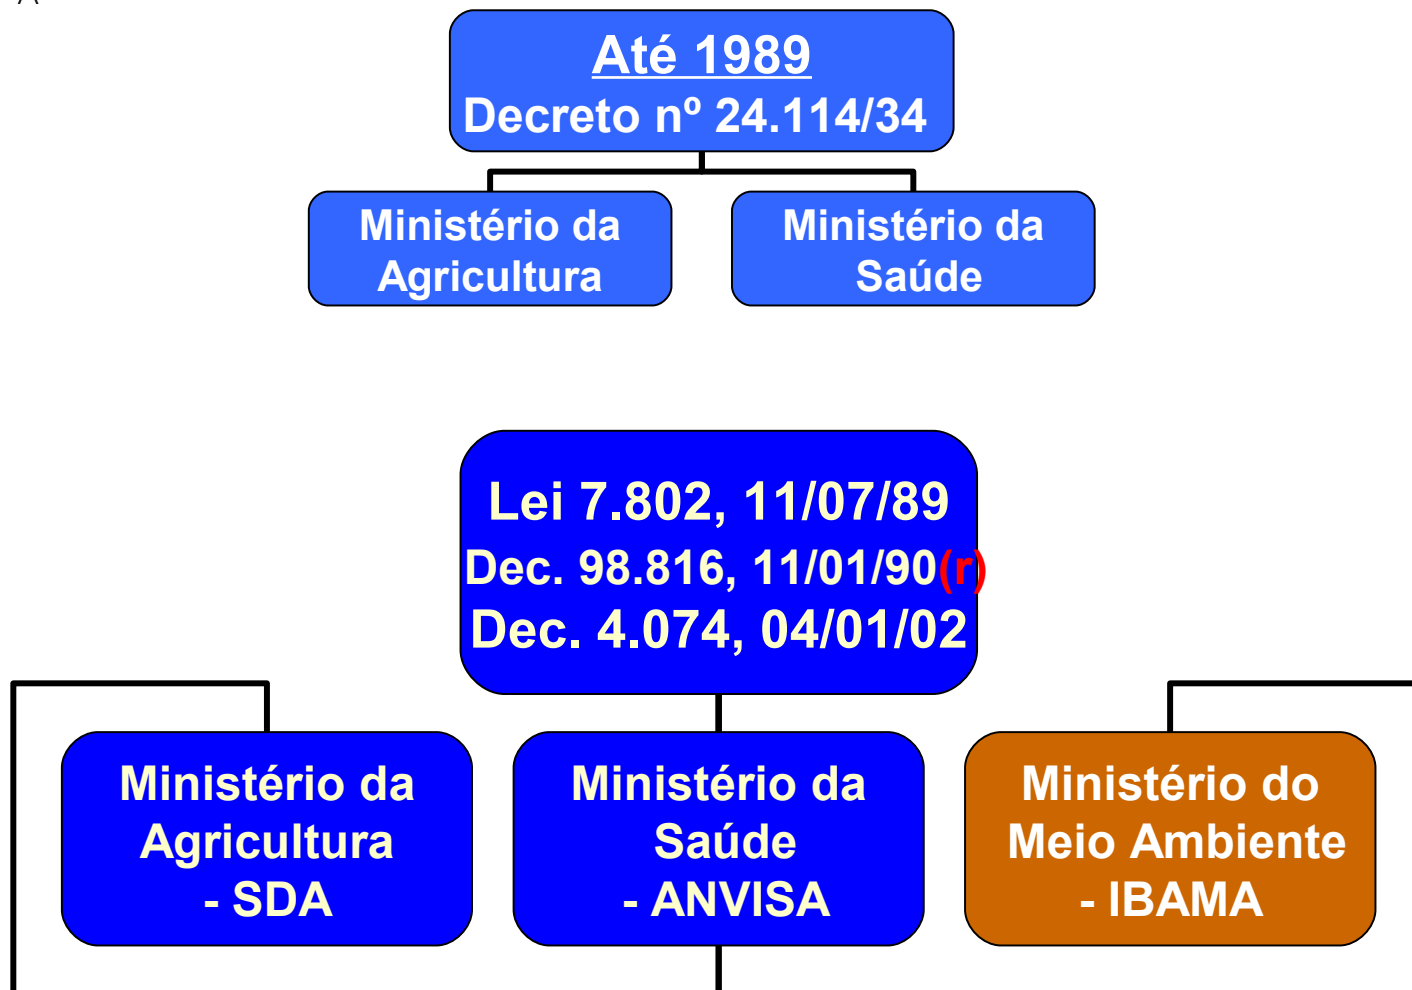 Até 1989
Decreto nº 24.114/34
Ministério da
Agricultura
Ministério da
Saúde
Lei 7.802, 11/07/89
Dec. 98.816, 11/01/90(r)
Dec. 4.074, 04/01/02
Ministério da
Agricultura
- SDA
Ministério da
Saúde
- ANVISA
Ministério do
Meio Ambiente
- IBAMA